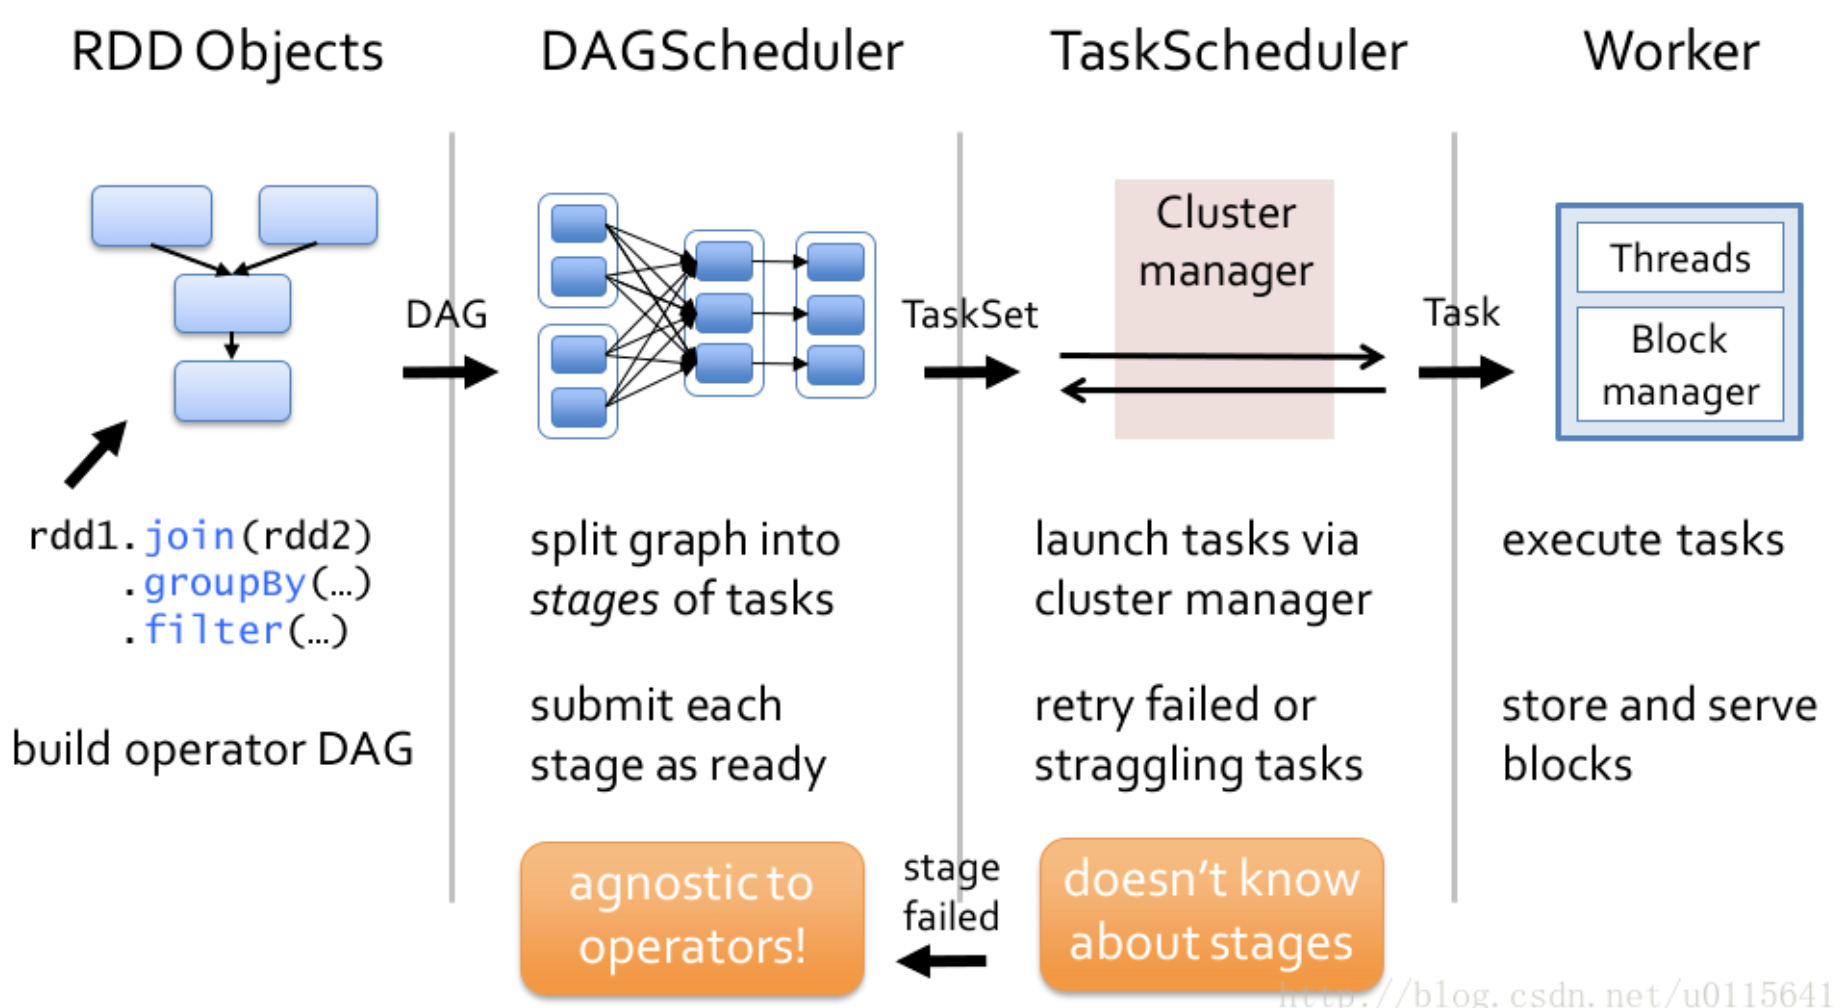 RDD Objects
DAGScheduler
TaskScheduler
Worker
DAG
TaskSet
Cluster
manager
Task
Threads
Block
manager
rdd1.join(rdd2)
.groupBy(…)
.filter(…)
build operator DAG
split graph into
stages of tasks
submit each
stage as ready
agnostic to
operators!
launch tasks via
cluster manager
retry failed or
straggling tasks
stage
failed
doesn’t know
about stages
execute tasks
store and serve
blocks
http://blog.csdn.net/u0115641